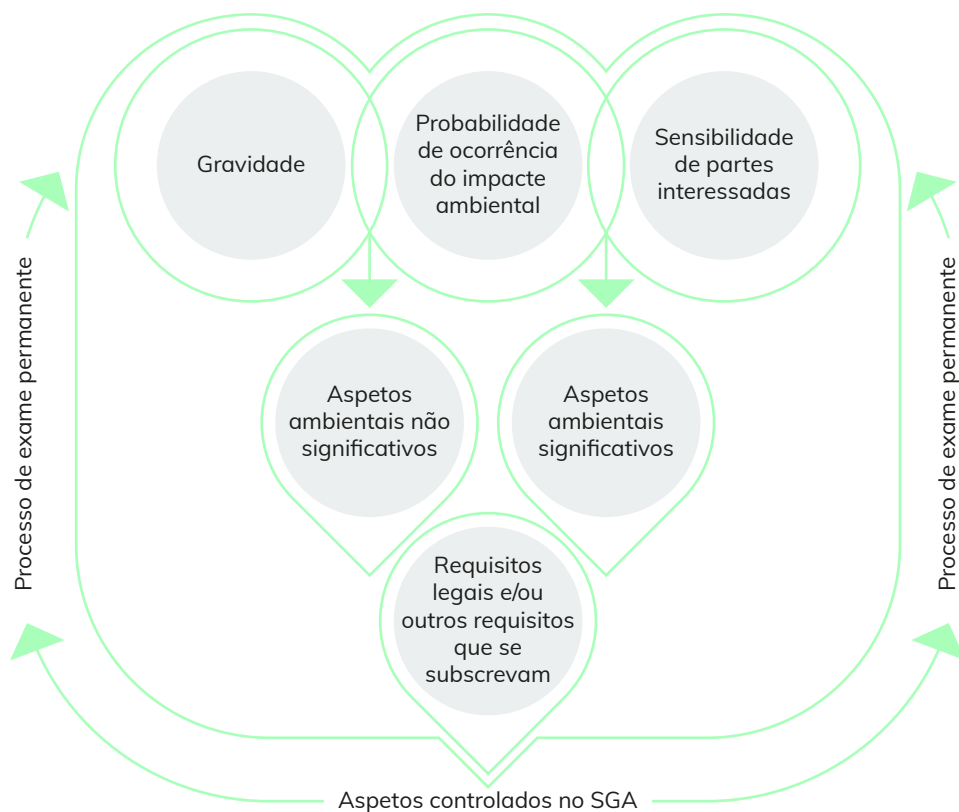 Gravidade
Probabilidade
de ocorrência
do impacte
ambiental
Sensibilidade
de partes
interessadas
Processo de exame permanente
Processo de exame permanente
Aspetos
ambientais não
significativos
Aspetos
ambientais
significativos
Requisitos
legais e/ou
outros requisitos
que se
subscrevam
Aspetos controlados no SGA